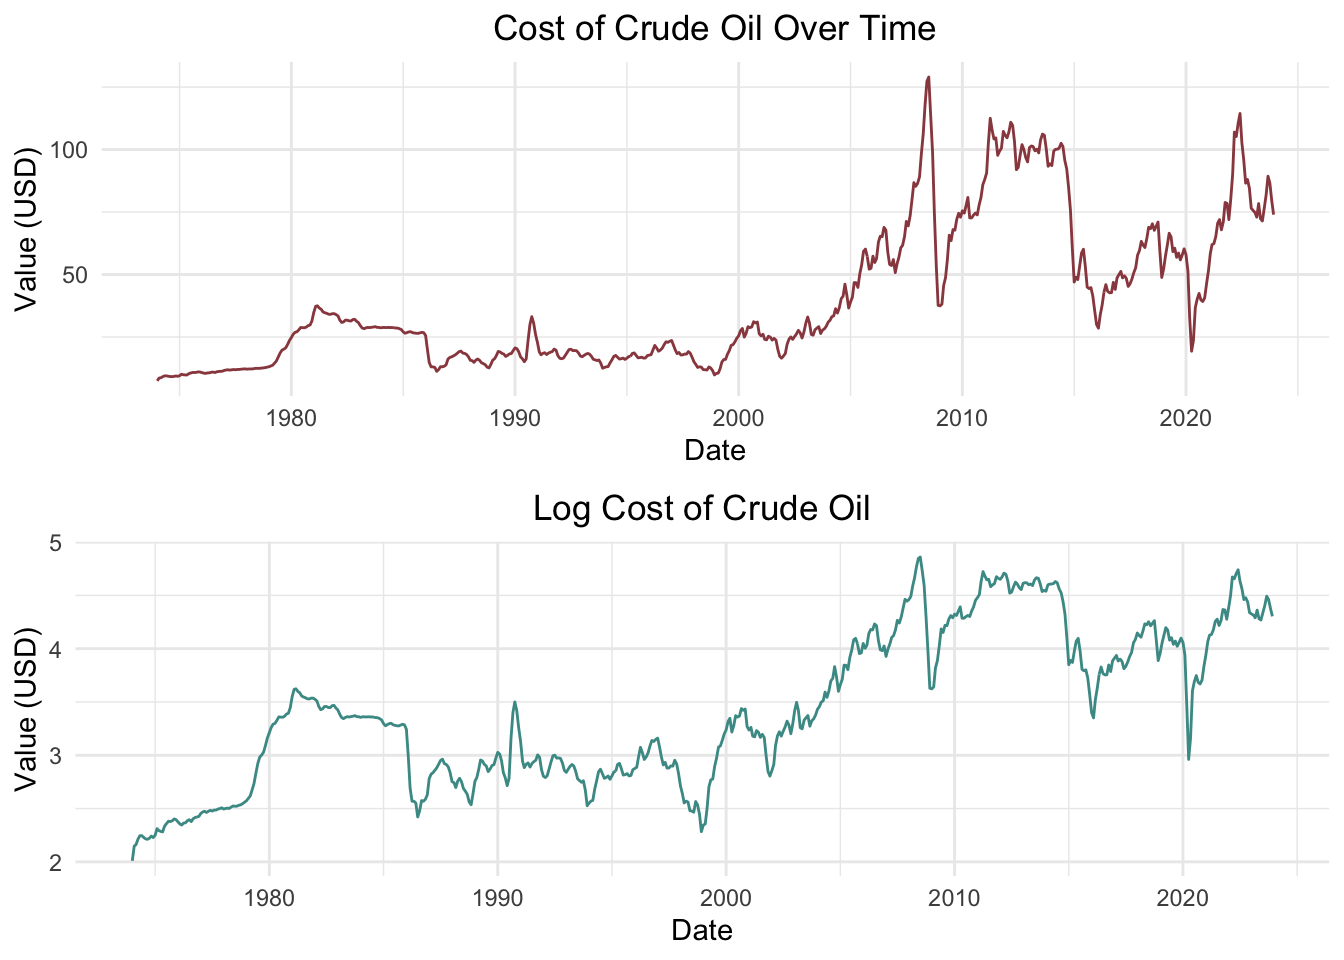 Cost of Crude Oil Over Time
Value (USD)
100
50
1980 1990 2000 2010 2020
Date
Log Cost of Crude Oil
Value (USD)
5
4
3
2
1980 1990 2000 2010 2020
Date